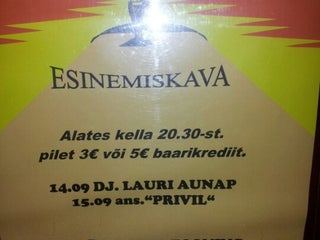 ESINEMISKAVA
Alates kella 20.30-st.
pilet 3€ või 5€ baarikrediit.
14.09 DJ. LAURI AUNAP
15.09 ans.“PRIVIL“